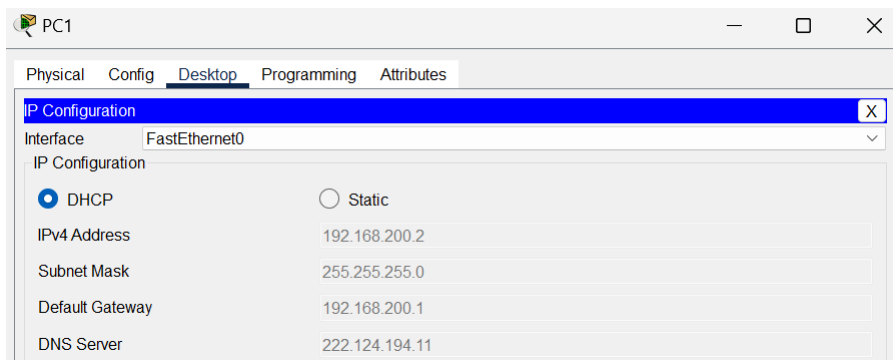 PC1
Physical Config Desktop Programming Attributes
IP Configuration X
Interface FastEthernet0
IP Configuration
DHCP Static
IPv4 Address 192.168.200.2
Subnet Mask 255.255.255.0
Default Gateway 192.168.200.1
DNS Server 222.124.194.11